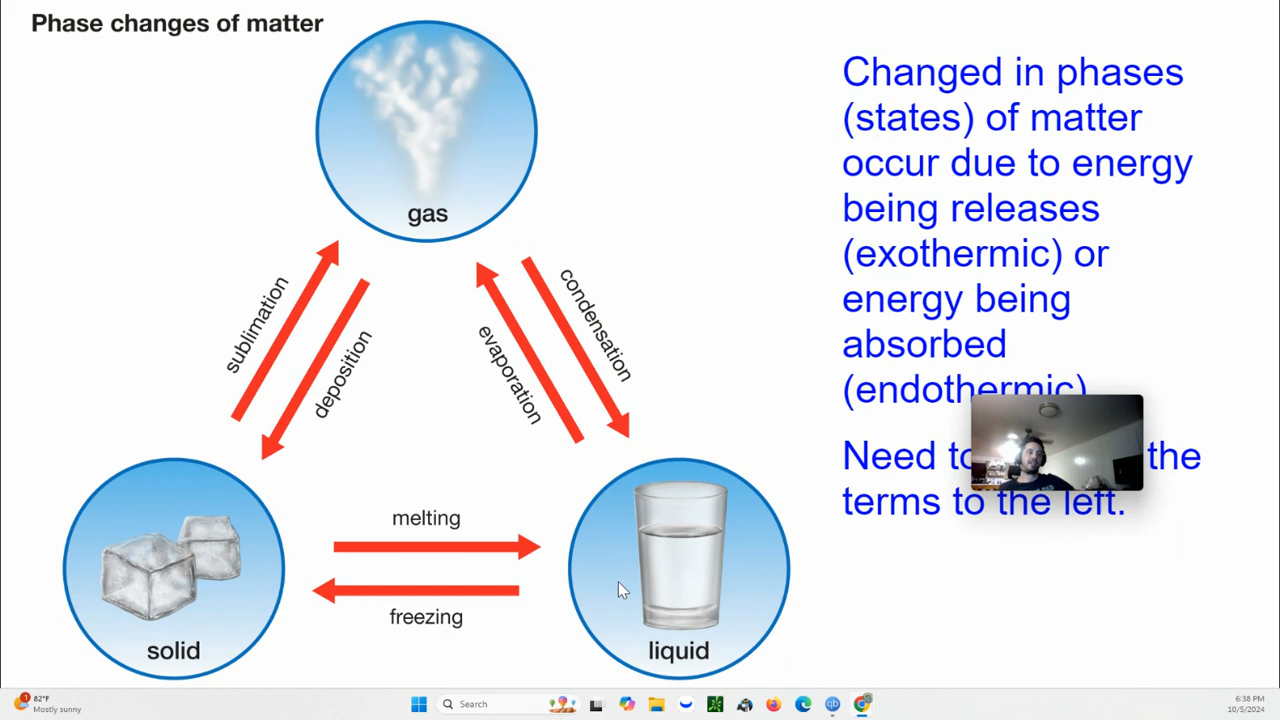 Phase changes of matter
gas
sublimation
deposition
evaporation
condensation
melting
freezing
solid
liquid
Changed in phases
(states) of matter
occur due to energy
being releases
(exothermic) or
energy being
absorbed
(endothermic)
Need to the
terms to the left.
82°F
Mostly sunny
Search
6:38 PM
10/5/2024